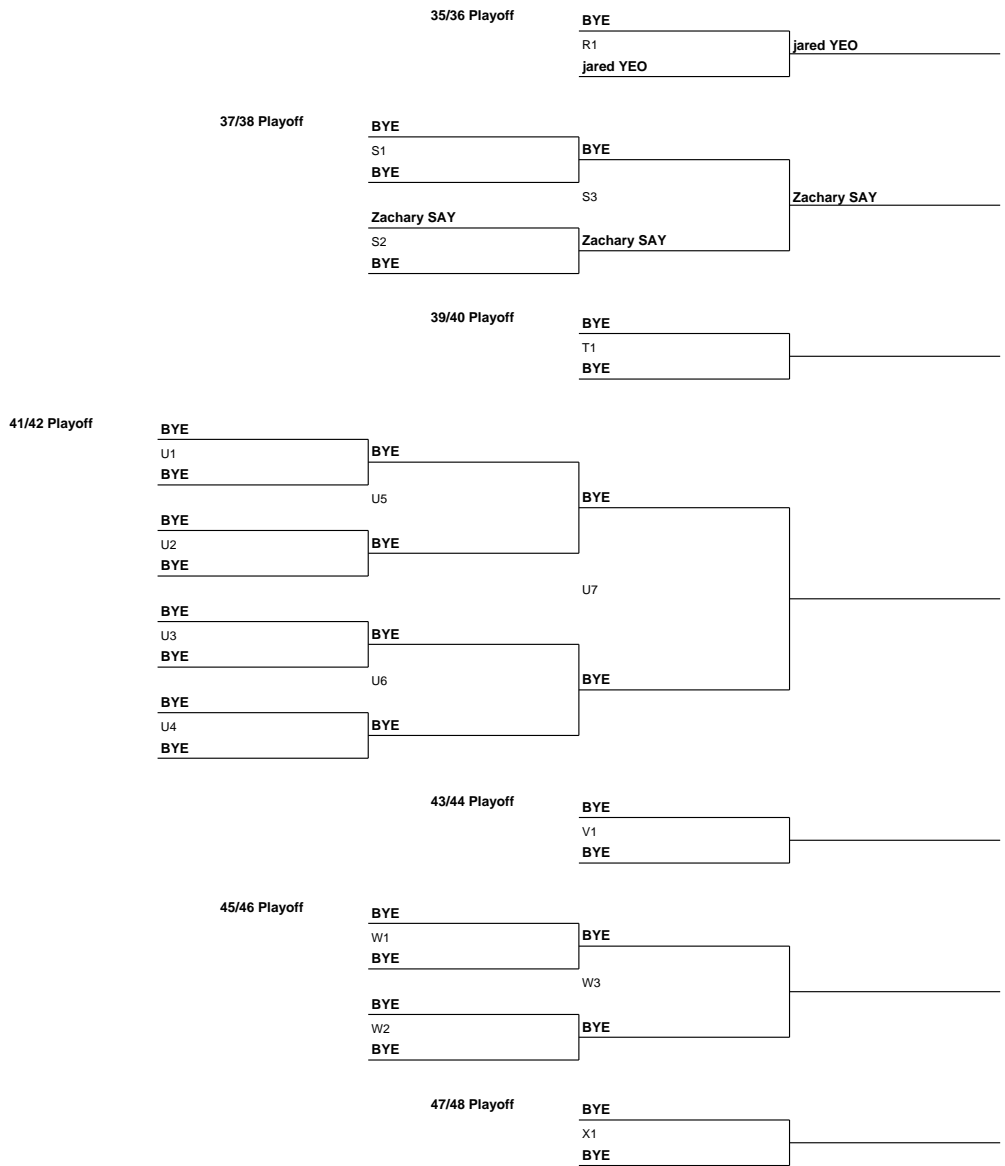 35/36 Playoff
BYE
R1
jared YEO
jared YEO
37/38 Playoff
BYE
S1
BYE
BYE
S3
Zachary SAY
Zachary SAY
S2
Zachary SAY
BYE
39/40 Playoff
BYE
T1
BYE
41/42 Playoff
BYE
U1
BYE
BYE
U5
BYE
BYE
U2
BYE
BYE
U7
BYE
U3
BYE
BYE
U6
BYE
BYE
U4
BYE
BYE
43/44 Playoff
BYE
V1
BYE
45/46 Playoff
BYE
W1
BYE
BYE
W3
BYE
W2
BYE
BYE
47/48 Playoff
BYE
X1
BYE